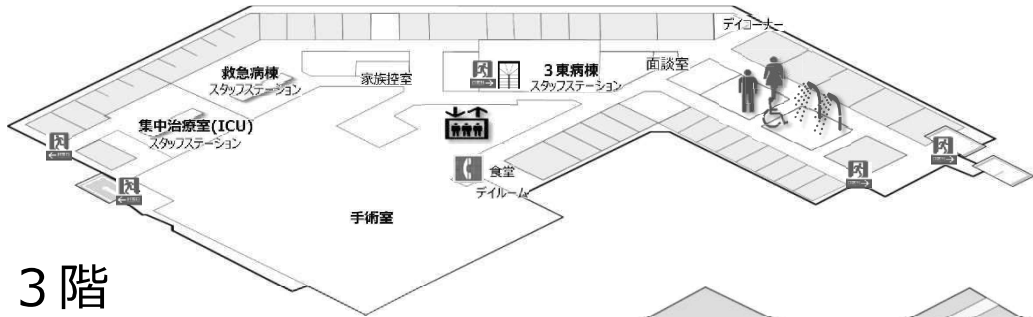 デイコーナー
面談室
3東病棟
スタッフステーション
家族控室
救急病棟
スタッフステーション
集中治療室(ICU)
スタッフステーション
食堂
デイルーム
手術室
3階